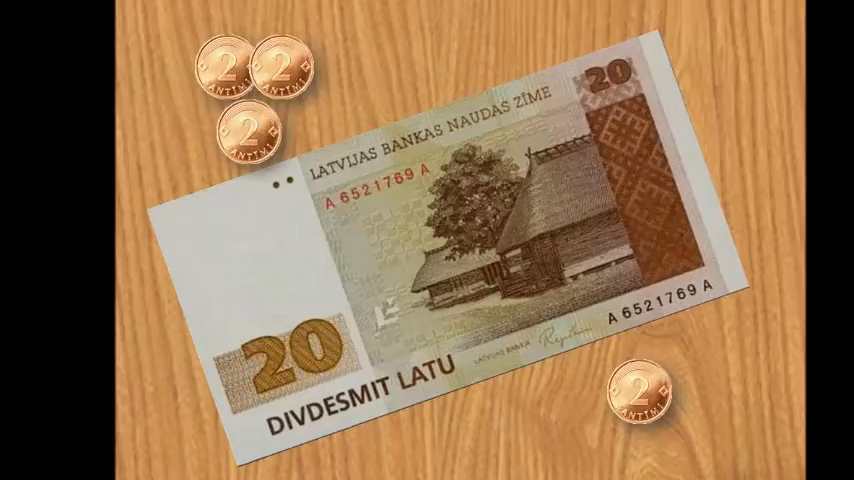 2
2
SANTĪMI
SANTĪMI
2
SANTĪMI
20
LATVIJAS BANKAS NAUDAS ZĪME
A 6521769 A
A 6521769 A
LATVIJAS BANKA
20
DIVDESMIT LATU
2
SANTĪMI